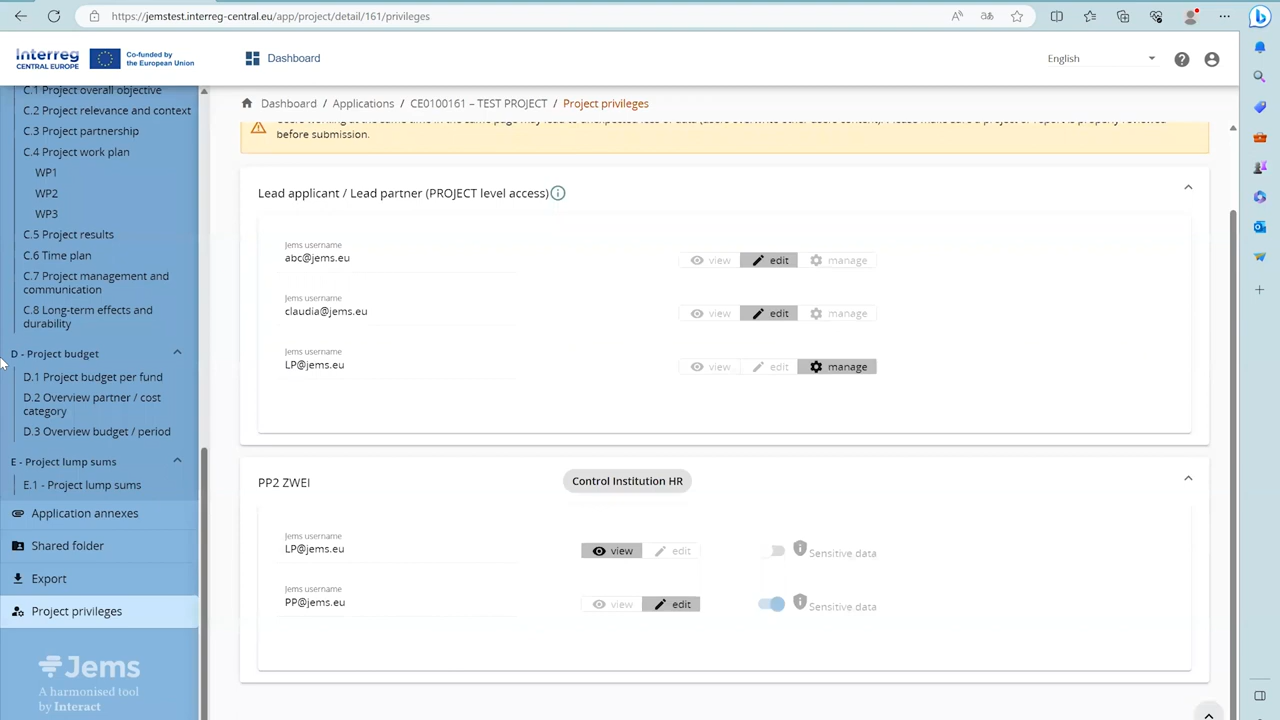 https://jemstest.interreg-central.eu/app/project/detail/161/privileges
Interreg
CENTRAL EUROPE
Co-funded by
the European Union
Dashboard
English
C.1 Project overall objective
C.2 Project relevance and context
C.3 Project partnership
C.4 Project work plan
WP1
WP2
WP3
C.5 Project results
C.6 Time plan
C.7 Project management and
communication
C.8 Long-term effects and
durability
D - Project budget
D.1 Project budget per fund
D.2 Overview partner / cost
category
D.3 Overview budget / period
E - Project lump sums
E.1 - Project lump sums
Application annexes
Shared folder
Export
Project privileges
Jems
A harmonised tool
by Interact
Dashboard / Applications / CE0100161 – TEST PROJECT / Project privileges
before submission.
Lead applicant / Lead partner (PROJECT level access)
Jems username
abc@jems.eu
view edit manage
Jems username
claudia@jems.eu
view edit manage
Jems username
LP@jems.eu
view edit manage
PP2 ZWEI
Control Institution HR
Jems username
LP@jems.eu
view edit
Sensitive data
Jems username
PP@jems.eu
view edit
Sensitive data